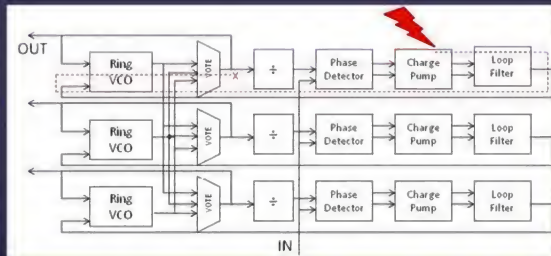 OUT
Ring
VCO
VOTE
÷
Phase
Detector
Charge
Pump
Loop
Filter
X
Ring
VCO
VOTE
÷
Phase
Detector
Charge
Pump
Loop
Filter
Ring
VCO
VOTE
÷
Phase
Detector
Charge
Pump
Loop
Filter
IN